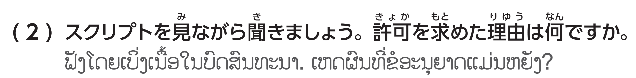 （2）スクリプトを見ながら聞きましょう。許可を求めた理由は何ですか。
ຟັງໂດຍເບິ່ງເນື້ອໃນບົດສົນທະນາ. ເຫດຜົນທີ່ຂໍອະນຸຍາດແມ່ນຫຍັງ?